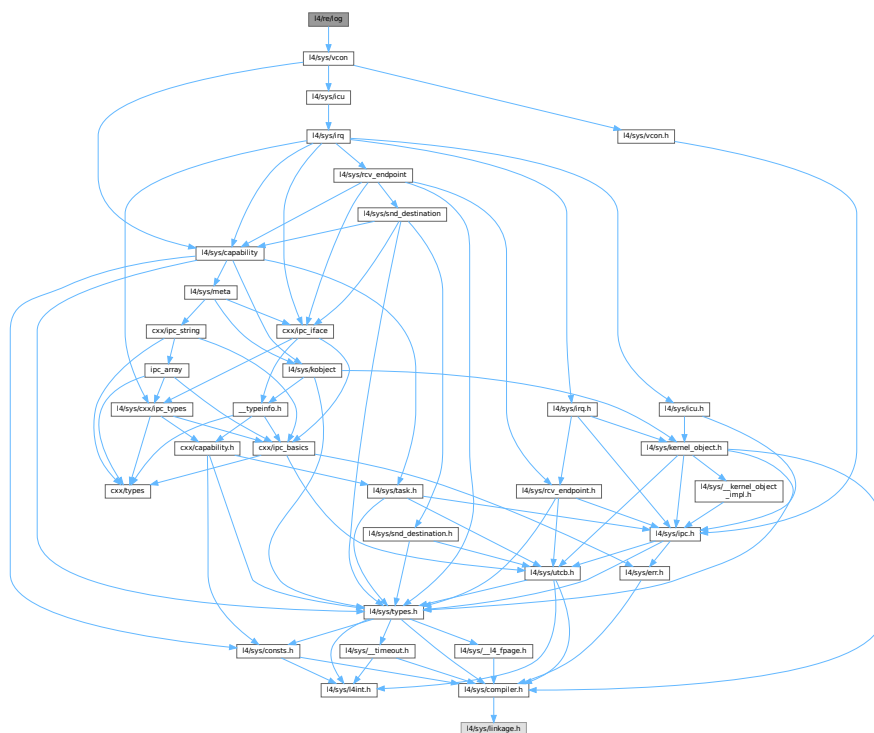 l4/re/log
l4/sys/vcon
l4/sys/icu
l4/sys/irq
l4/sys/vcon.h
l4/sys/rcv_endpoint
l4/sys/snd_destination
l4/sys/capability
l4/sys/meta
cxx/ipc_string
cxx/ipc_iface
ipc_array
l4/sys/kobject
l4/sys/cxx/ipc_types
__typeinfo.h
l4/sys/irq.h
l4/sys/icu.h
cxx/capability.h
cxx/ipc_basics
l4/sys/kernel_object.h
cxx/types
l4/sys/task.h
l4/sys/rcv_endpoint.h
l4/sys/__kernel_object
_impl.h
l4/sys/snd_destination.h
l4/sys/ipc.h
l4/sys/utcb.h
l4/sys/err.h
l4/sys/types.h
l4/sys/consts.h
l4/sys/__timeout.h
l4/sys/__l4_fpage.h
l4/sys/l4int.h
l4/sys/compiler.h
l4/sys/linkage.h